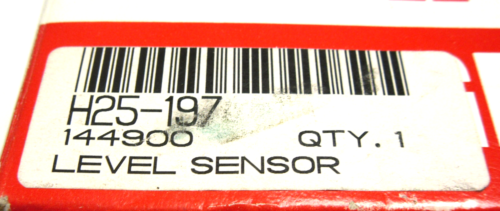 H25-197
144900 QTY. 1
LEVEL SENSOR